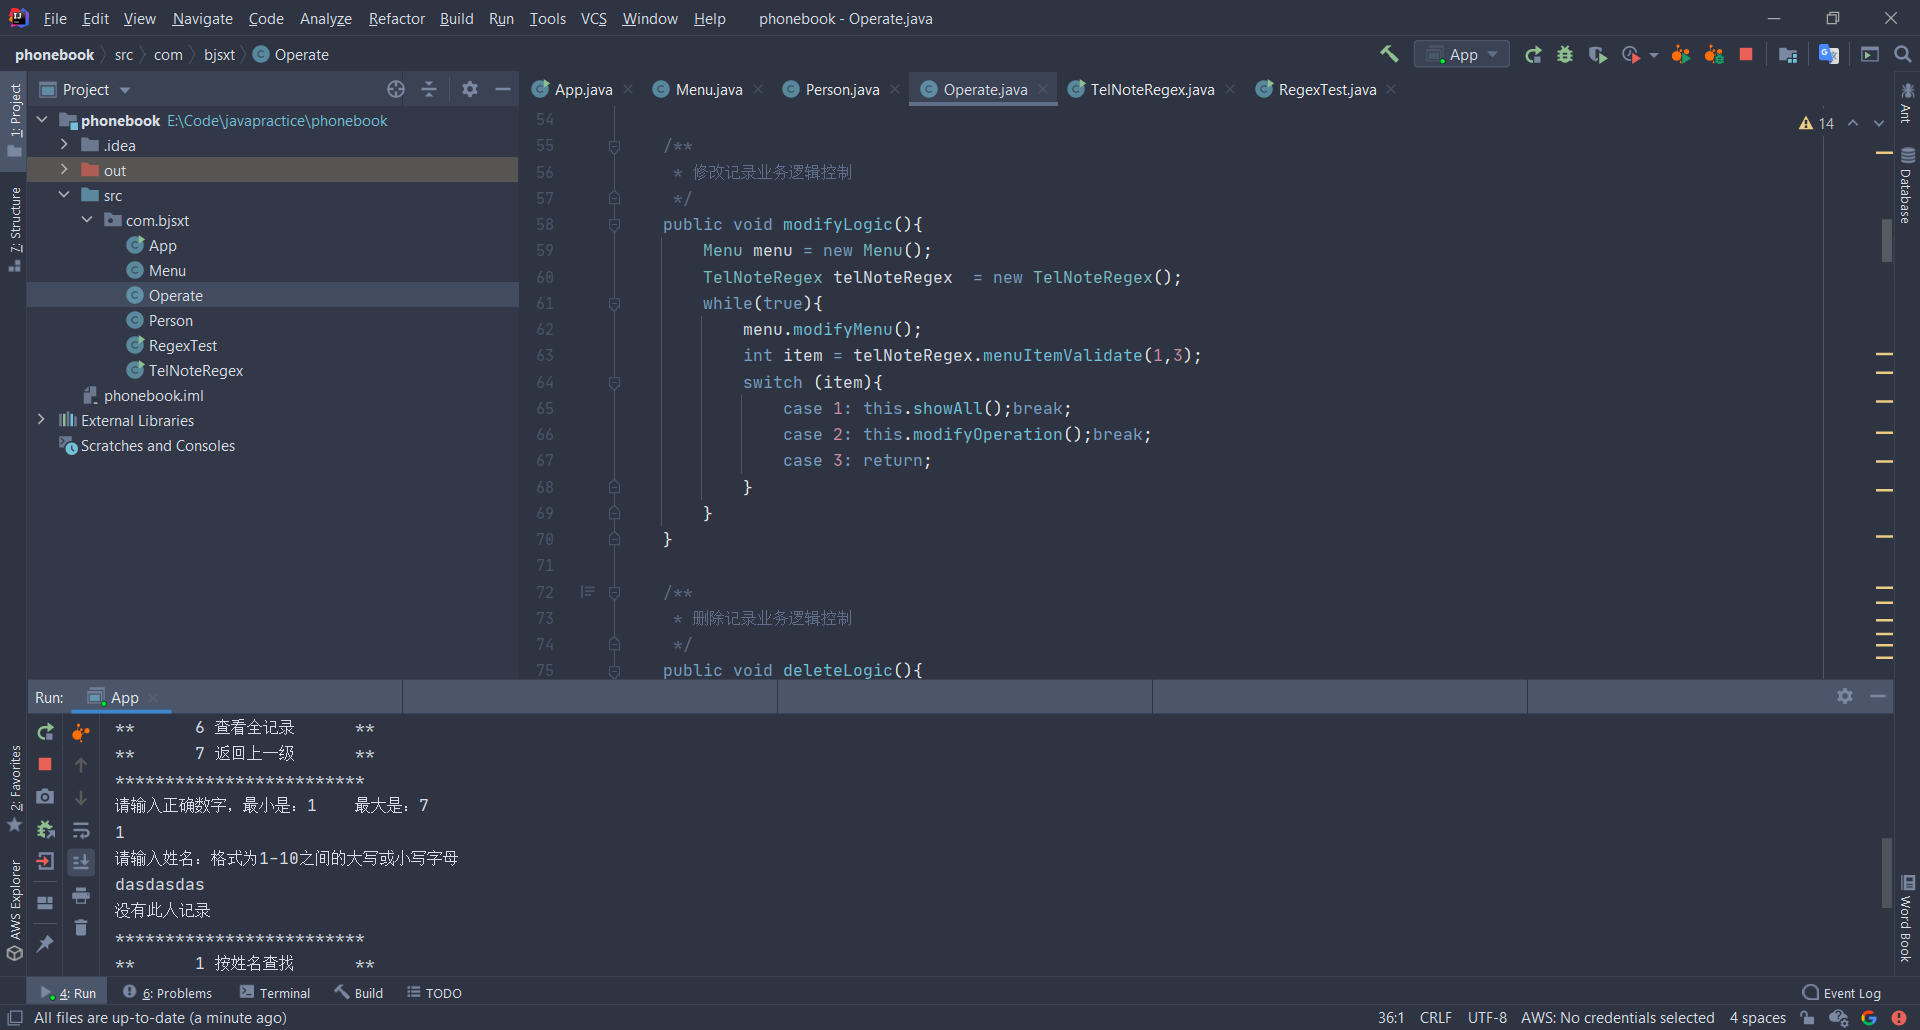 File Edit View Navigate Code Analyze Refactor Build Run Tools VCS Window Help phonebook - Operate.java
phonebook src com bjsxt Operate
App
1: Project
7: Structure
2: Favorites
AWS Explorer
Project
phonebook E:\Code\javapractice\phonebook
.idea
out
src
com.bjsxt
App
Menu
Operate
Person
RegexTest
TelNoteRegex
phonebook.iml
External Libraries
Scratches and Consoles
App.java Menu.java Person.java Operate.java TelNoteRegex.java RegexTest.java
14
54
55 /**
56 * 修改记录业务逻辑控制
57 */
58 public void modifyLogic(){
59 Menu menu = new Menu();
60 TelNoteRegex telNoteRegex  = new TelNoteRegex();
61 while(true){
62 menu.modifyMenu();
63 int item = telNoteRegex.menuItemValidate(1,3);
64 switch (item){
65 case 1: this.showAll();break;
66 case 2: this.modifyOperation();break;
67 case 3: return;
68 }
69 }
70 }
71
72 /**
73 * 删除记录业务逻辑控制
74 */
75 public void deleteLogic(){
Ant
Database
Word Book
Run: App
** 6 查看全记录 **
** 7 返回上一级 **
*************************
请输入正确数字，最小是：1 最大是：7
1
请输入姓名：格式为1-10之间的大写或小写字母
dasdasdas
没有此人记录
*************************
** 1 按姓名查找 **
4: Run 6: Problems Terminal Build TODO Event Log
All files are up-to-date (a minute ago) 36:1 CRLF UTF-8 AWS: No credentials selected 4 spaces